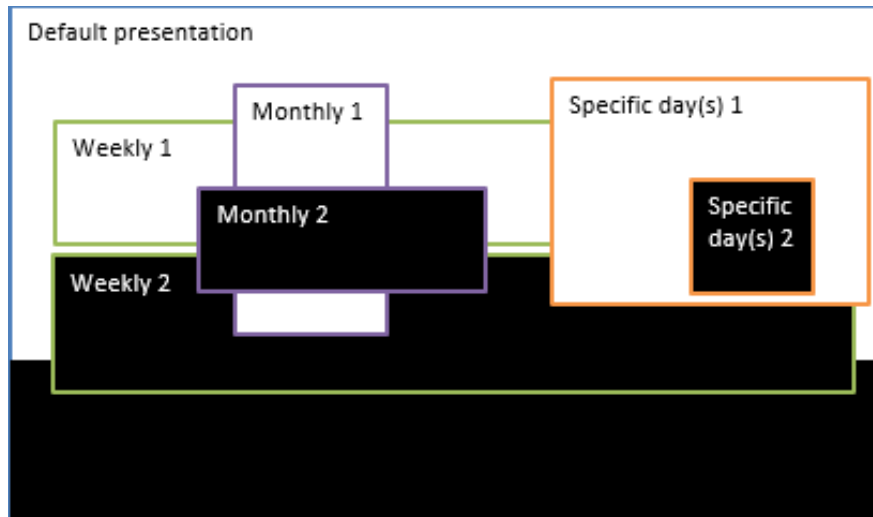 Default presentation
Monthly 1
Specific day(s) 1
Weekly 1
Monthly 2
Specific
day(s) 2
Weekly 2